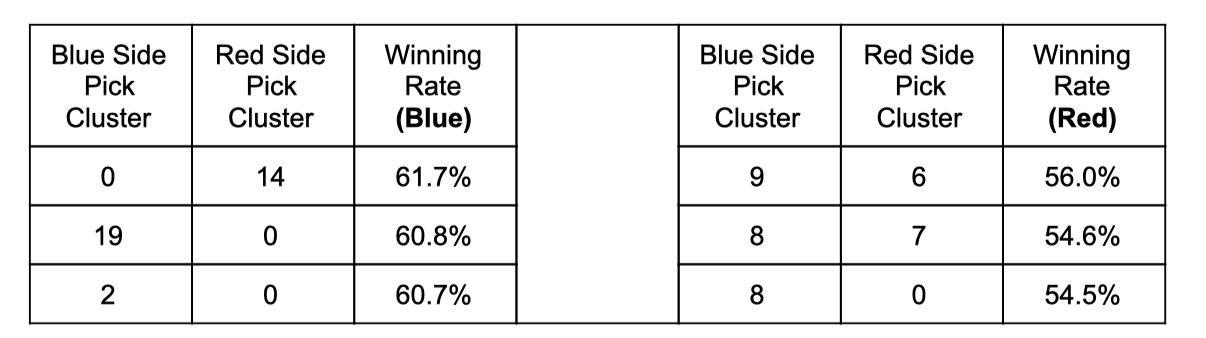 Blue Side Pick Cluster Red Side Pick Cluster Winning Rate (Blue) Blue Side Pick Cluster Red Side Pick Cluster Winning Rate (Red)
0 14 61.7% 9 6 56.0%
19 0 60.8% 8 7 54.6%
2 0 60.7% 8 0 54.5%